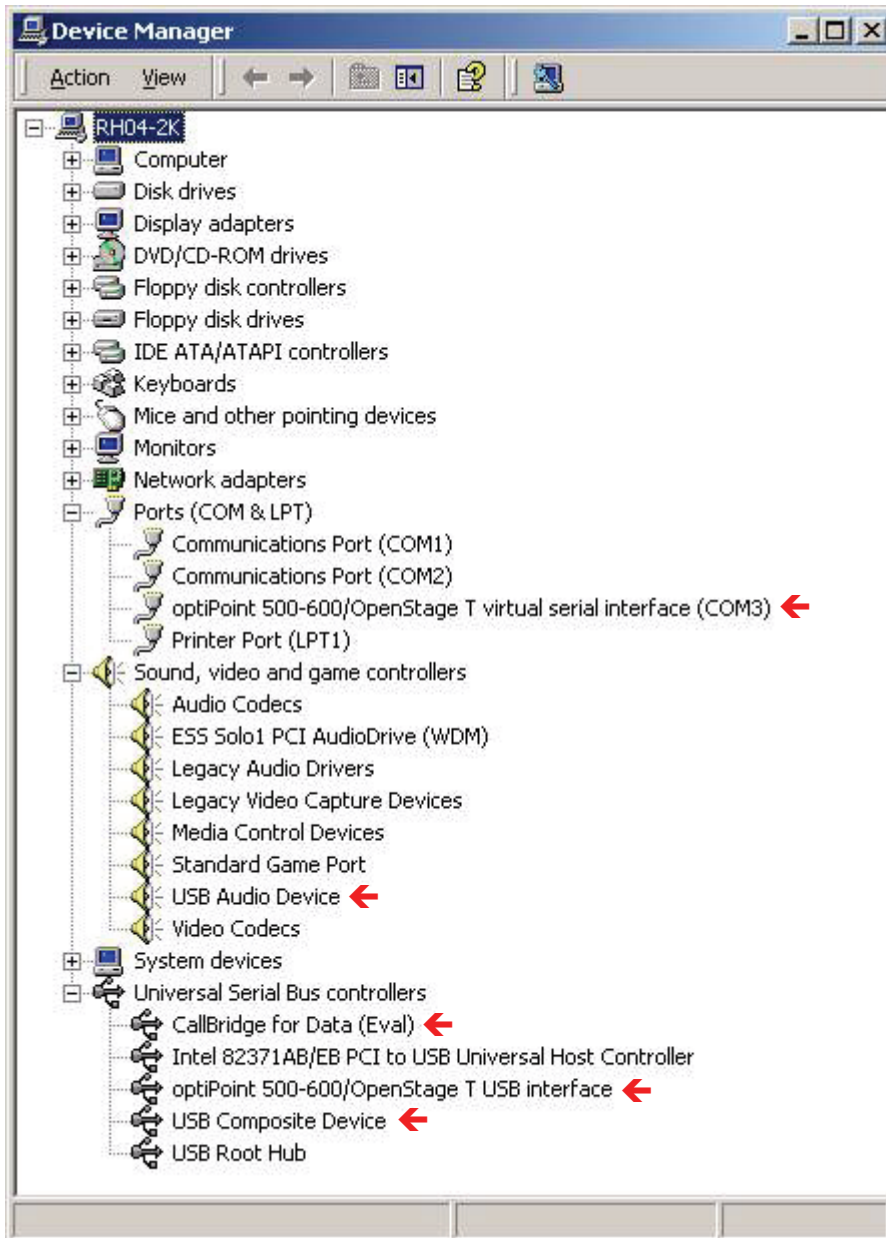 Device Manager
Action View
RH04-2K
Computer
Disk drives
Display adapters
DVD/CD-ROM drives
Floppy disk controllers
Floppy disk drives
IDE ATA/ATAPI controllers
Keyboards
Mice and other pointing devices
Monitors
Network adapters
Ports (COM & LPT)
Communications Port (COM1)
Communications Port (COM2)
optiPoint 500-600/OpenStage T virtual serial interface (COM3)
Printer Port (LPT1)
Sound, video and game controllers
Audio Codecs
ESS Solo1 PCI AudioDrive (WDM)
Legacy Audio Drivers
Legacy Video Capture Devices
Media Control Devices
Standard Game Port
USB Audio Device
Video Codecs
System devices
Universal Serial Bus controllers
CallBridge for Data (Eval)
Intel 82371AB/EB PCI to USB Universal Host Controller
optiPoint 500-600/OpenStage T USB interface
USB Composite Device
USB Root Hub